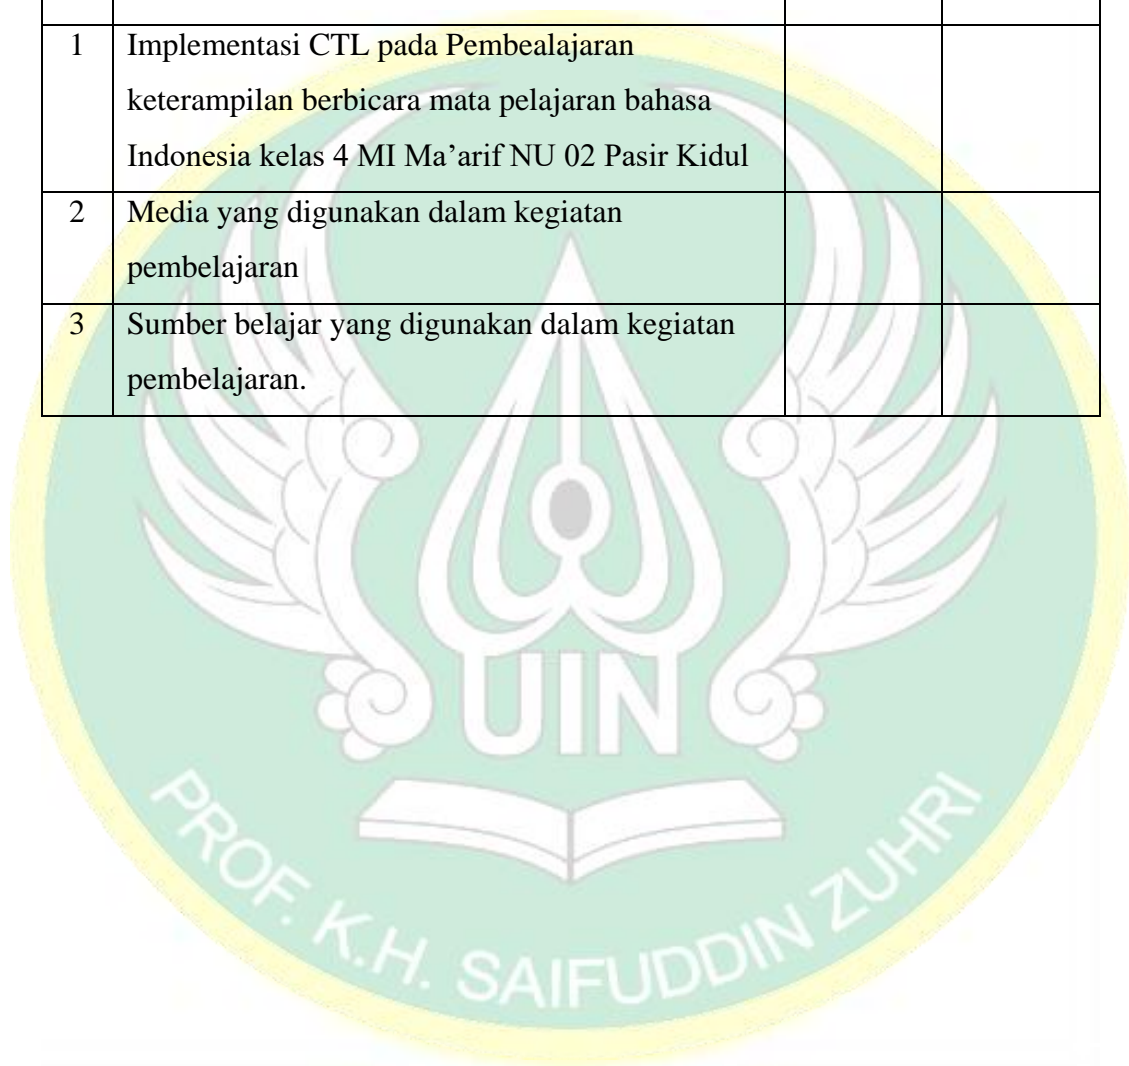 1 Implementasi CTL pada Pembealajaran
keterampilan berbicara mata pelajaran bahasa
Indonesia kelas 4 MI Ma’arif NU 02 Pasir Kidul
2 Media yang digunakan dalam kegiatan
pembelajaran
3 Sumber belajar yang digunakan dalam kegiatan
pembelajaran.
UIN
PROF. K.H. SAIFUDDIN ZUHRI